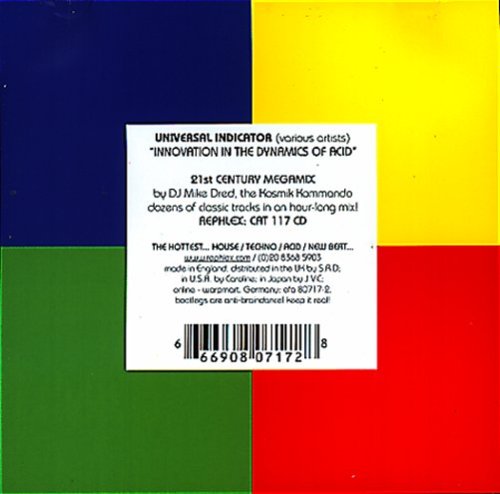 UNIVERSAL INDICATOR (various artists)
"INNOVATION IN THE DYNAMICS OF ACID"
21st CENTURY MEGAMIX
by DJ Mike Dred, the Kosmik Kommando
dozens of classic tracks in an hour-long mix!
REPHLEX: CAT 117 CD
THE HOTTEST... HOUSE / TECHNO / ACID / NEW BEAT...
www.rephlex.com / (0)20 8368 5903
made in England; distributed in the UK by S.R.D;
in U.S.A. by Caroline; in Japan by J.V.C;
online - warpmart, Germany; efa 80717-2,
bootlegs are anti-braindance! keep it real!
6 66908 07172 8